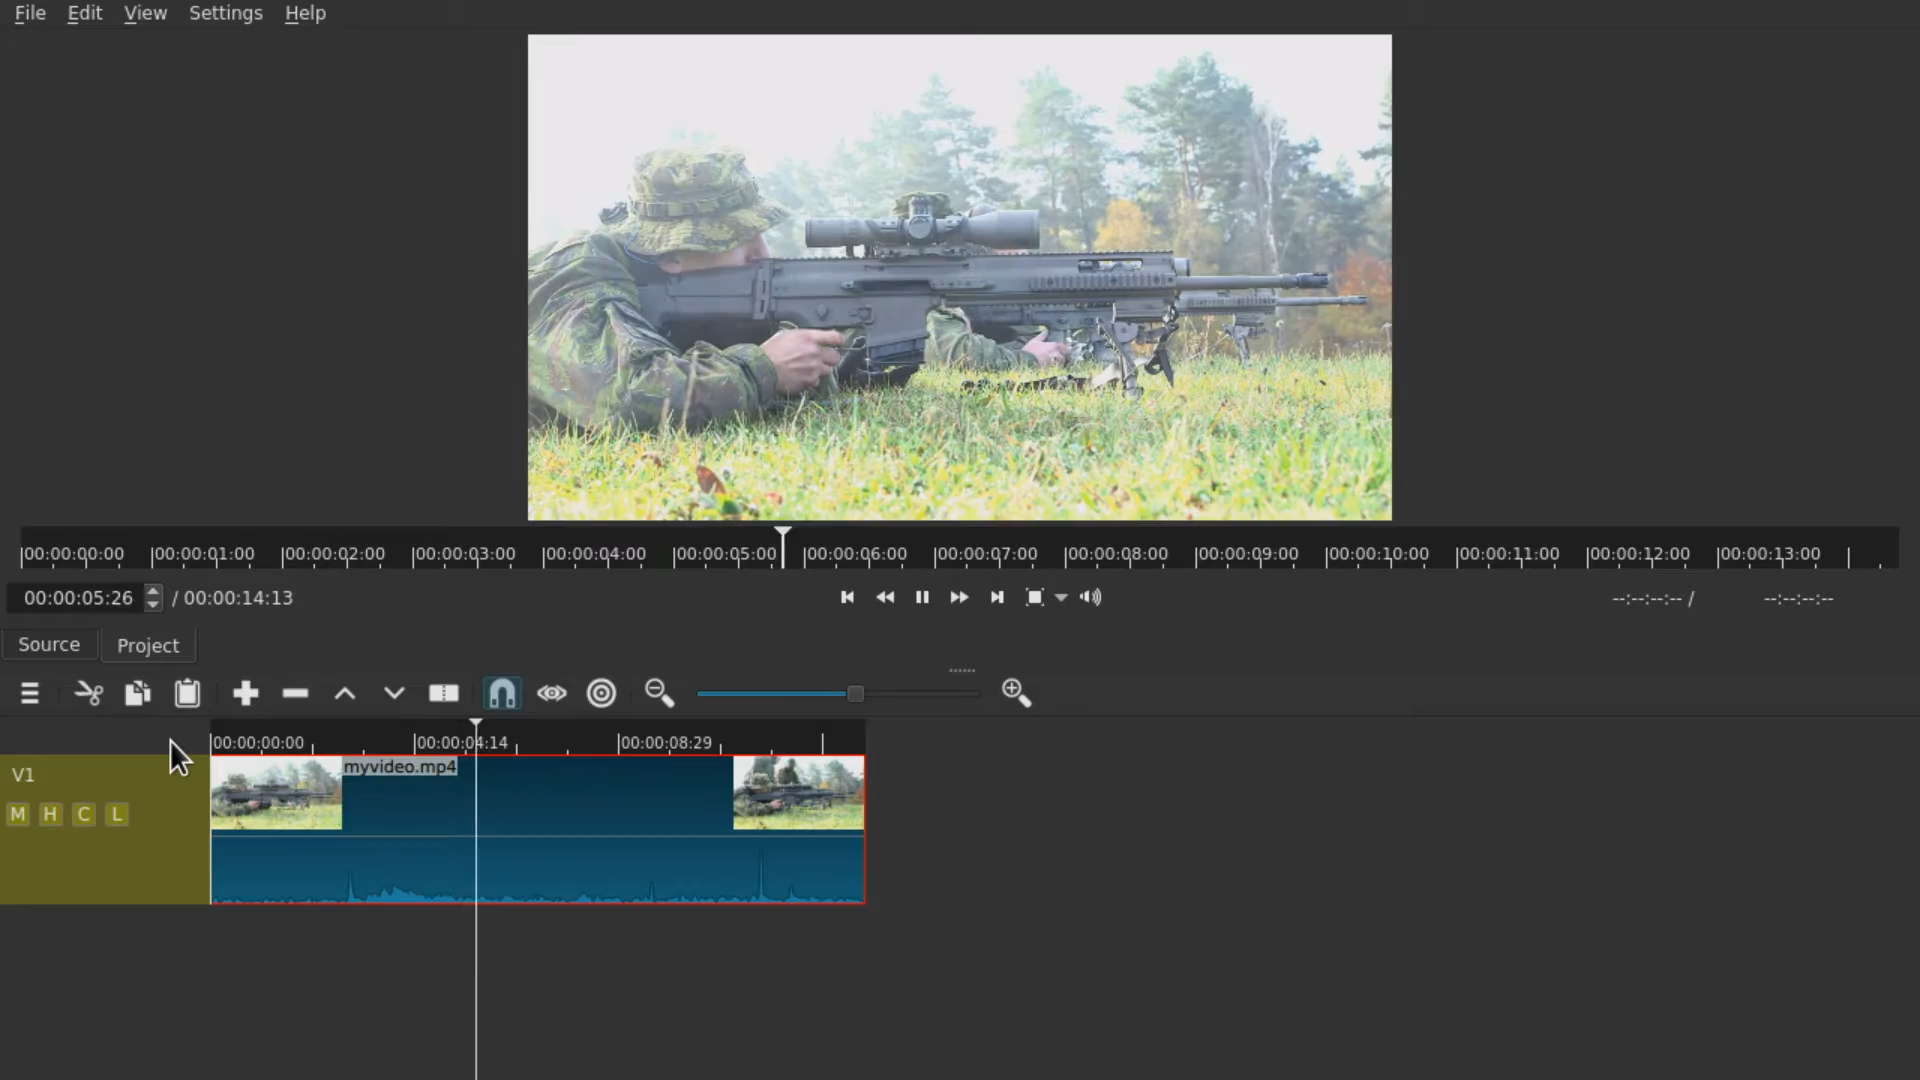 File Edit View Settings Help
|00:00:00:00 |00:00:01:00 |00:00:02:00 |00:00:03:00 |00:00:04:00 |00:00:05:00 |00:00:06:00 |00:00:07:00 |00:00:08:00 |00:00:09:00 |00:00:10:00 |00:00:11:00 |00:00:12:00 |00:00:13:00
00:00:05:26 / 00:00:14:13 --:--:--:-- / --:--:--:--
Source Project
00:00:00:00 00:00:04:14 00:00:08:29
V1 myvideo.mp4
M H C L